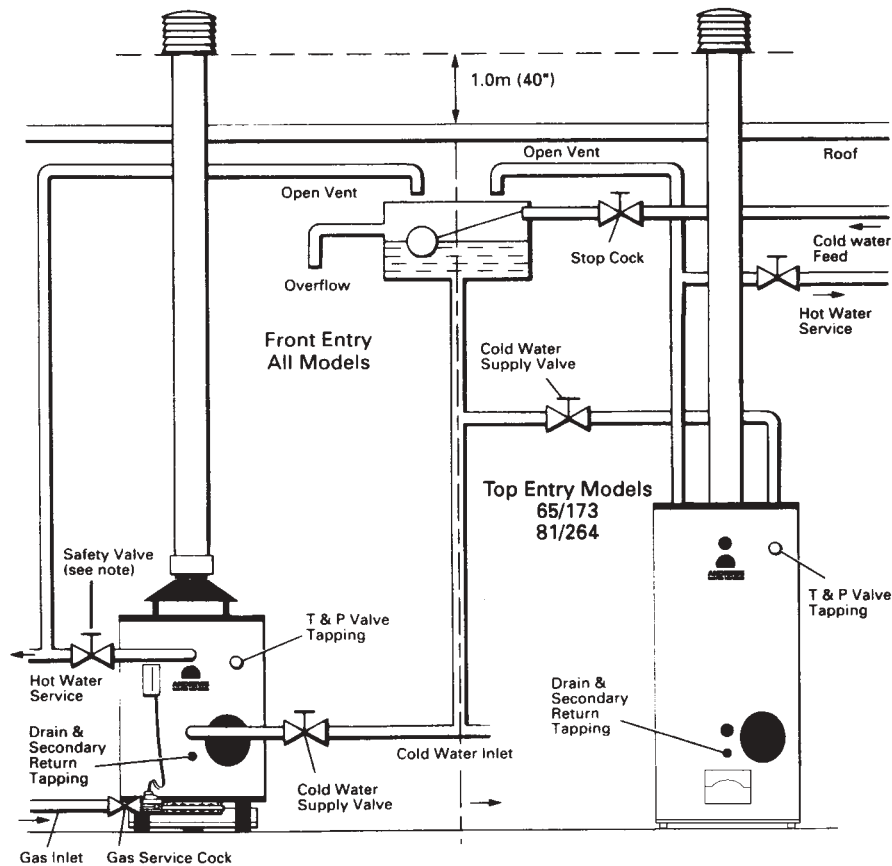 1.0m (40")
Open Vent
Roof
Open Vent
Stop Cock
Cold water
Feed
Overflow
Hot Water
Service
Front Entry
All Models
Cold Water
Supply Valve
Top Entry Models
65/173
81/264
Safety Valve
(see note)
T & P Valve
Tapping
T & P Valve
Tapping
Hot Water
Service
Drain &
Secondary
Return
Tapping
Drain &
Secondary
Return
Tapping
Cold Water Inlet
Cold Water
Supply Valve
Gas Inlet
Gas Service Cock